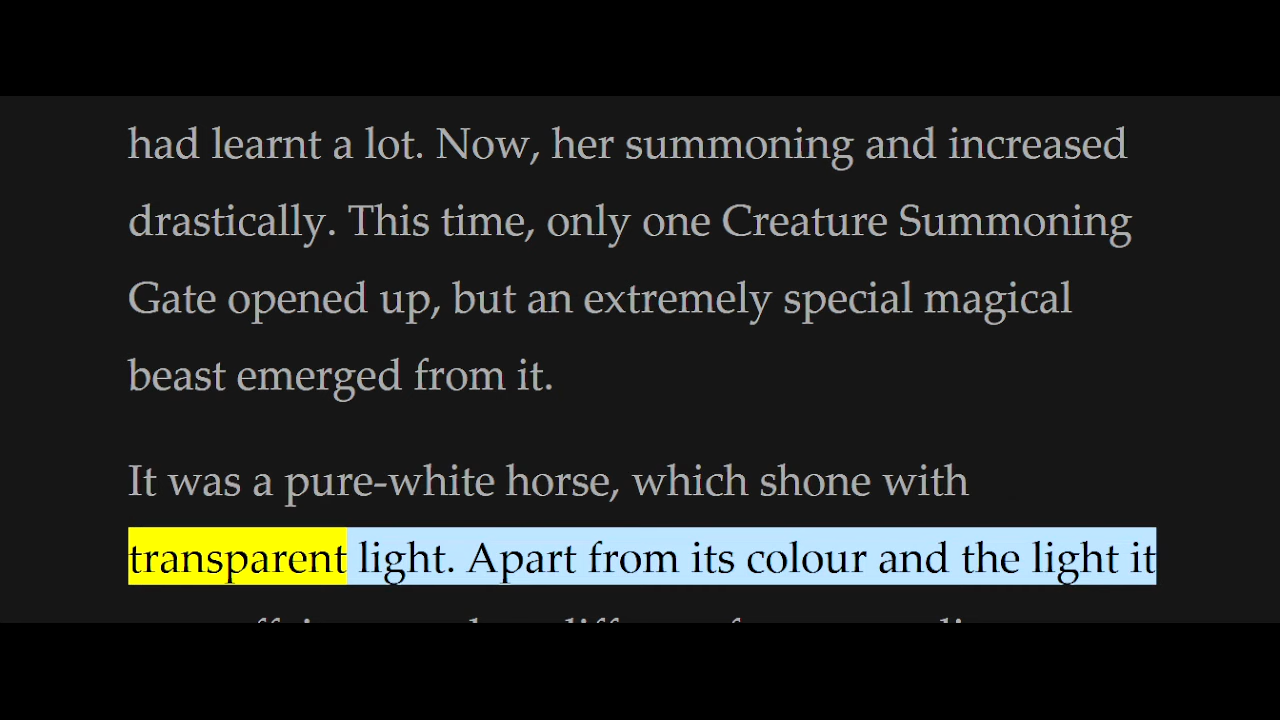 had learnt a lot. Now, her summoning and increased
drastically. This time, only one Creature Summoning
Gate opened up, but an extremely special magical
beast emerged from it.
It was a pure-white horse, which shone with
transparent light. Apart from its colour and the light it